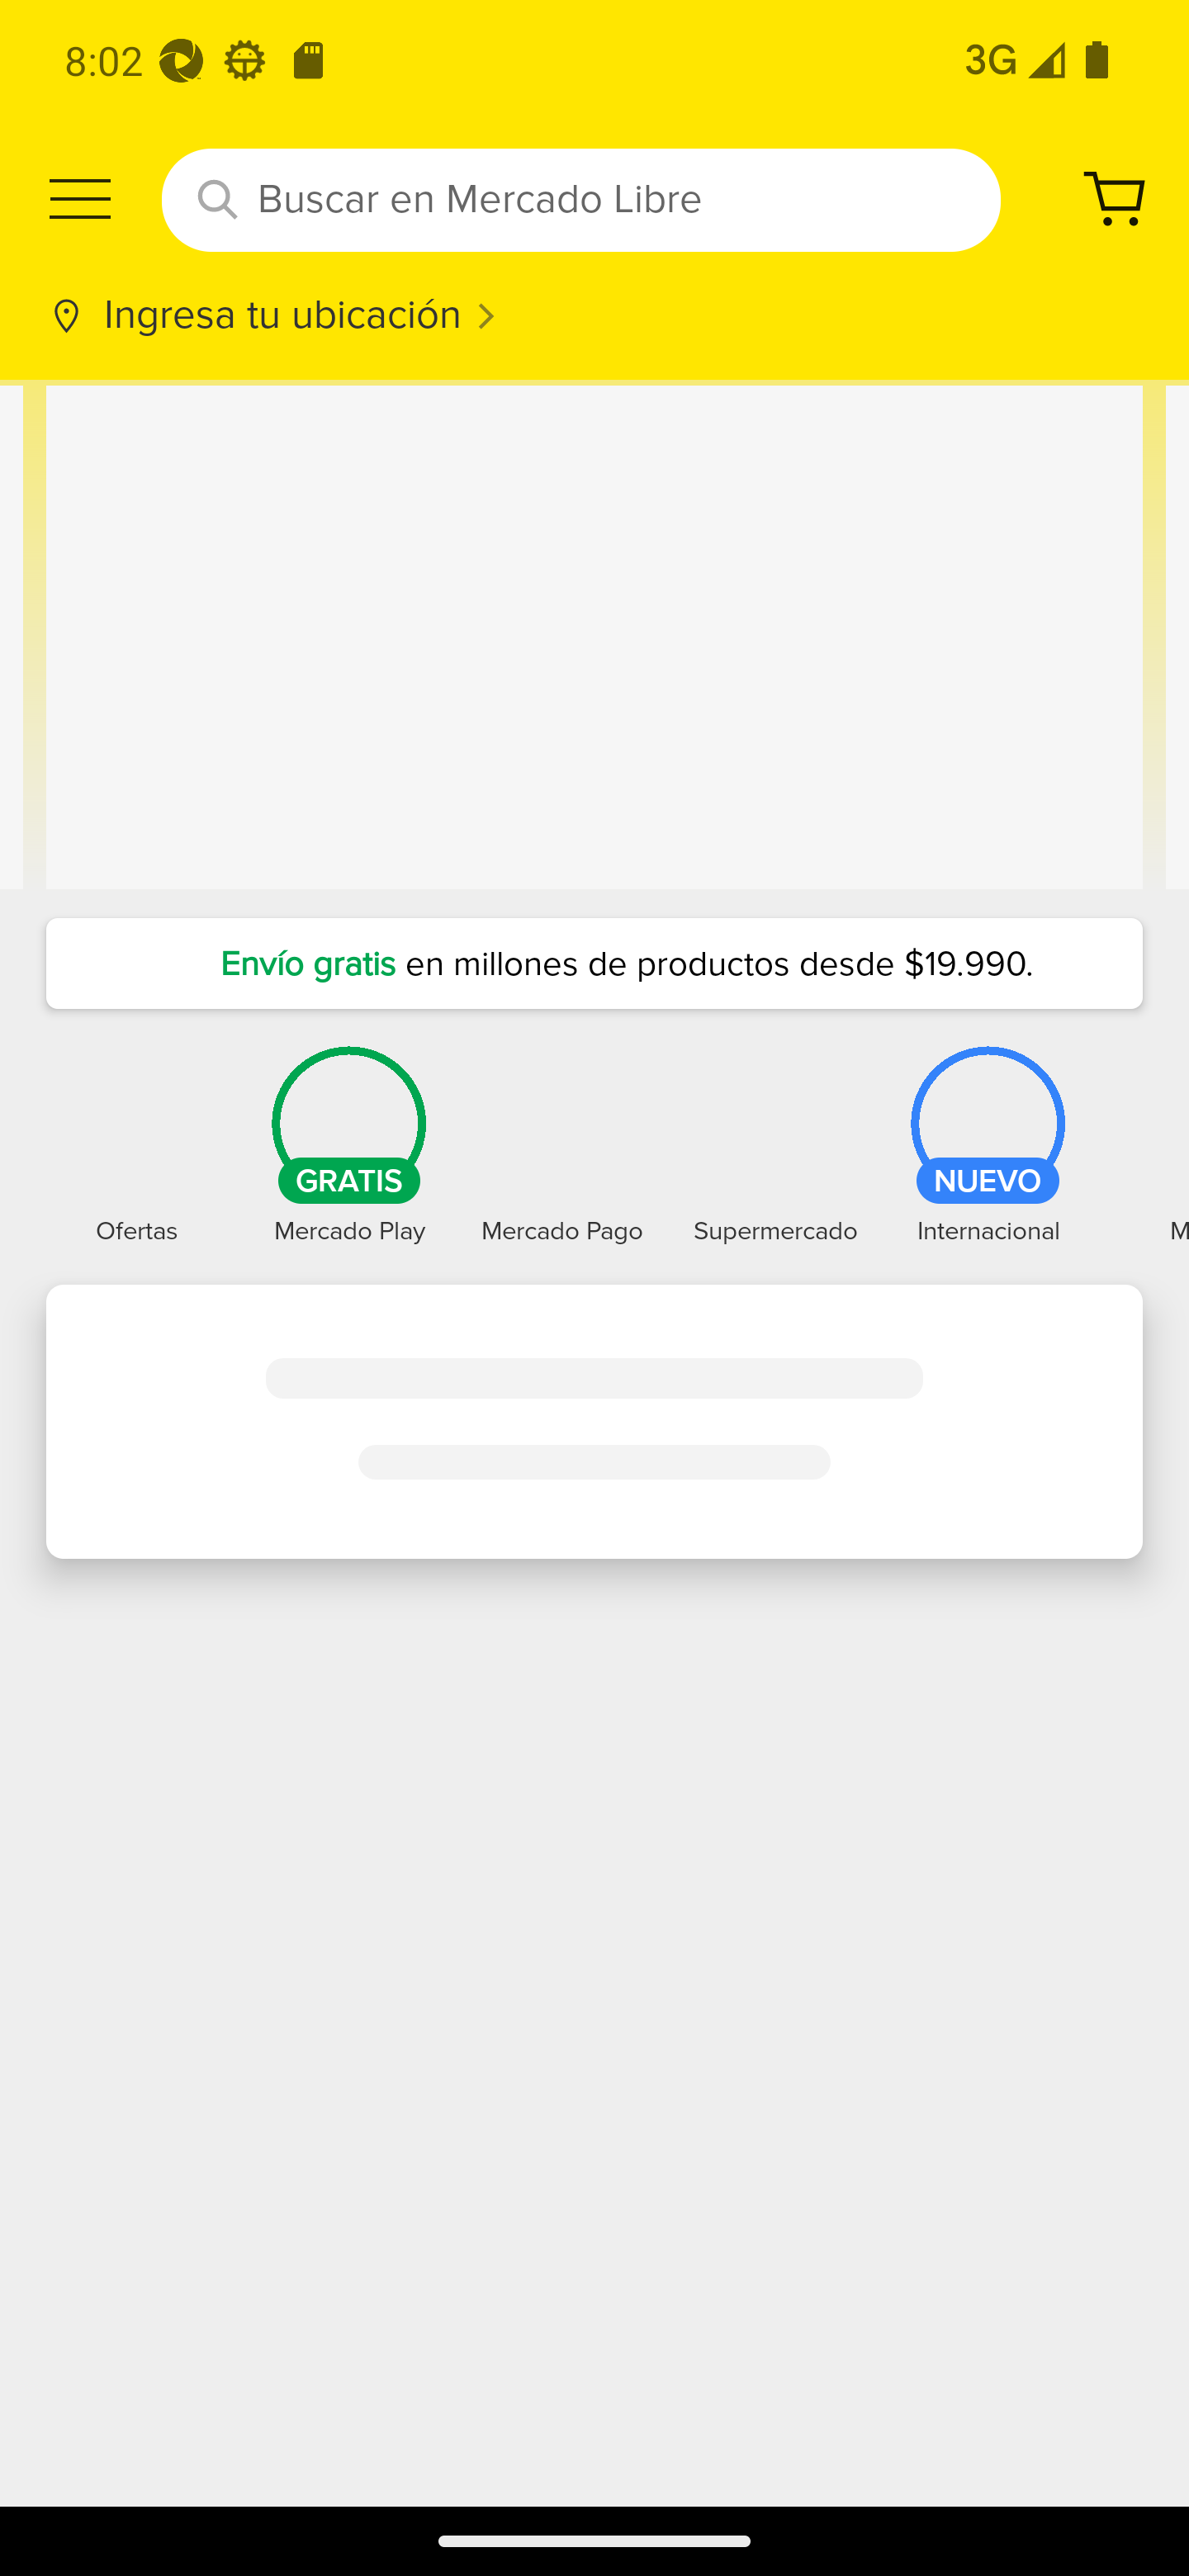 8:02 3G
Buscar en Mercado Libre
Ingresa tu ubicación
Envío gratis en millones de productos desde $19.990.
GRATIS NUEVO
Ofertas Mercado Play Mercado Pago Supermercado Internacional M